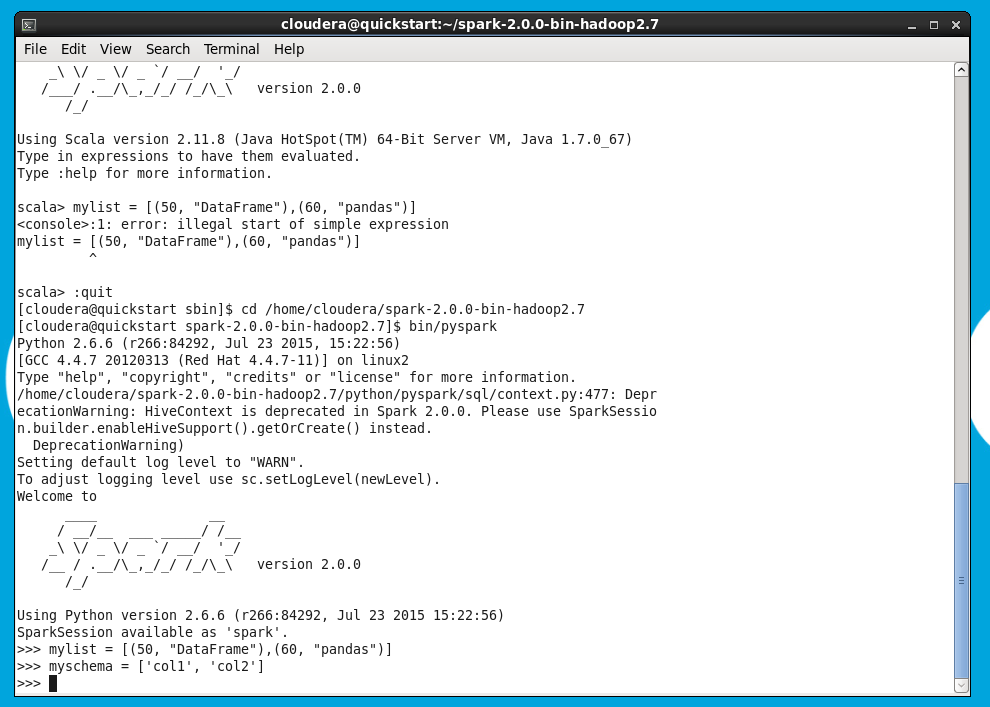 cloudera@quickstart:~/spark-2.0.0-bin-hadoop2.7
File Edit View Search Terminal Help
    _\ \/ _ \/ _ `/ __/  '_/
   /___/ .__/\_,_/_/ /_/\_\   version 2.0.0
      /_/
Using Scala version 2.11.8 (Java HotSpot(TM) 64-Bit Server VM, Java 1.7.0_67)
Type in expressions to have them evaluated.
Type :help for more information.
scala> mylist = [(50, "DataFrame"),(60, "pandas")]
<console>:1: error: illegal start of simple expression
mylist = [(50, "DataFrame"),(60, "pandas")]
         ^
scala> :quit
[cloudera@quickstart sbin]$ cd /home/cloudera/spark-2.0.0-bin-hadoop2.7
[cloudera@quickstart spark-2.0.0-bin-hadoop2.7]$ bin/pyspark
Python 2.6.6 (r266:84292, Jul 23 2015, 15:22:56)
[GCC 4.4.7 20120313 (Red Hat 4.4.7-11)] on linux2
Type "help", "copyright", "credits" or "license" for more information.
/home/cloudera/spark-2.0.0-bin-hadoop2.7/python/pyspark/sql/context.py:477: Depr
ecationWarning: HiveContext is deprecated in Spark 2.0.0. Please use SparkSessio
n.builder.enableHiveSupport().getOrCreate() instead.
  DeprecationWarning)
Setting default log level to "WARN".
To adjust logging level use sc.setLogLevel(newLevel).
Welcome to
      ____              __
     / __/__  ___ _____/ /__
    _\ \/ _ \/ _ `/ __/  '_/
   /__ / .__/\_,_/_/ /_/\_\   version 2.0.0
      /_/
Using Python version 2.6.6 (r266:84292, Jul 23 2015 15:22:56)
SparkSession available as 'spark'.
>>> mylist = [(50, "DataFrame"),(60, "pandas")]
>>> myschema = ['col1', 'col2']
>>>